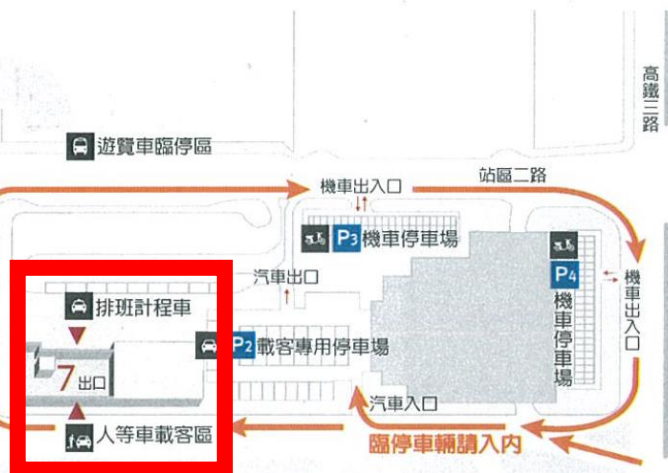 高鐵三路
遊覽車臨停區
站區二路
機車出入口
P3 機車停車場
P4
機車停車場
機車出入口
汽車出口
排班計程車
P2 載客專用停車場
7 出口
汽車入口
人等車載客區
臨停車輛請入內